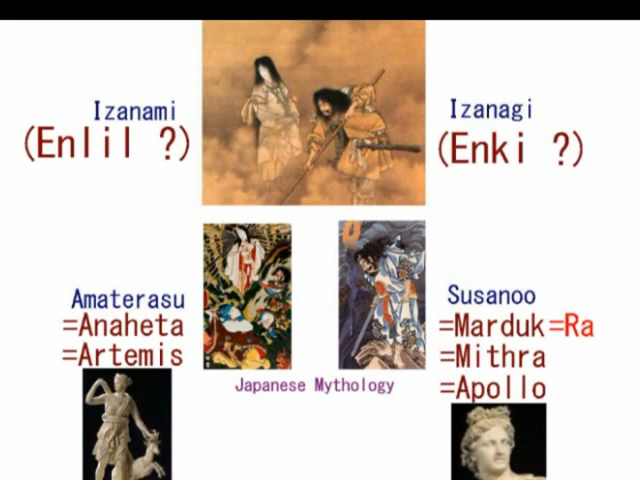 Izanami
(Enlil ?)
Izanagi
(Enki ?)
Amaterasu
=Anaheta
=Artemis
Susanoo
=Marduk=Ra
=Mithra
=Apollo
Japanese Mythology